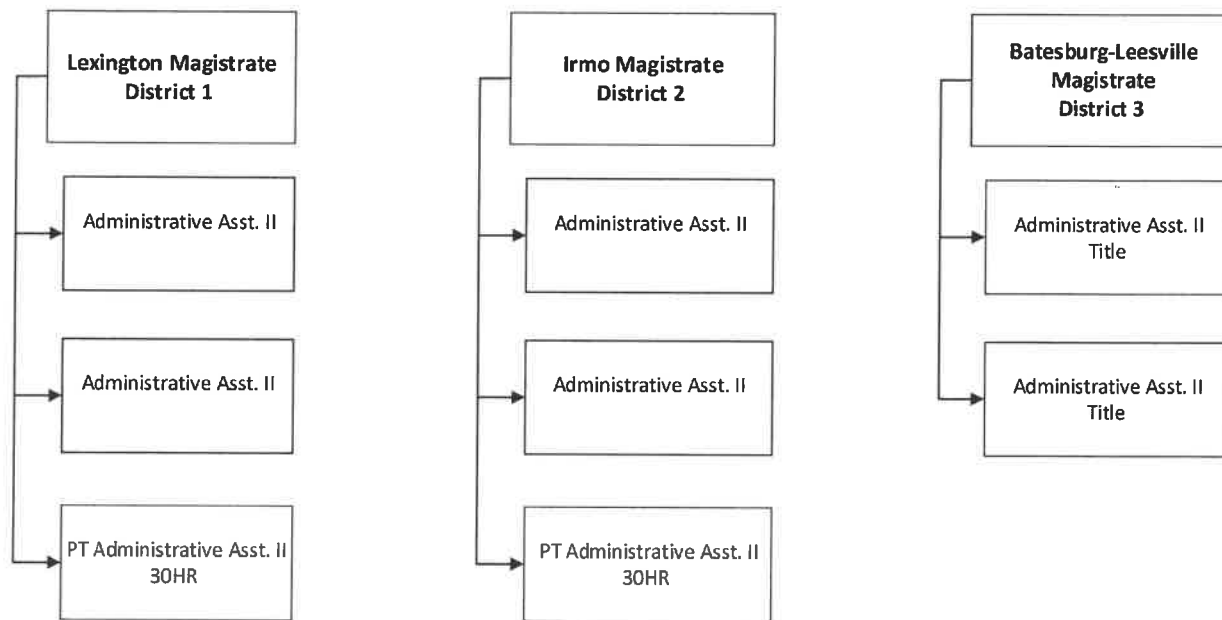 Lexington Magistrate
District 1
Administrative Asst. II
Administrative Asst. II
PT Administrative Asst. II
30HR
Irmo Magistrate
District 2
Administrative Asst. II
Administrative Asst. II
PT Administrative Asst. II
30HR
Batesburg-Leesville
Magistrate
District 3
Administrative Asst. II
Title
Administrative Asst. II
Title